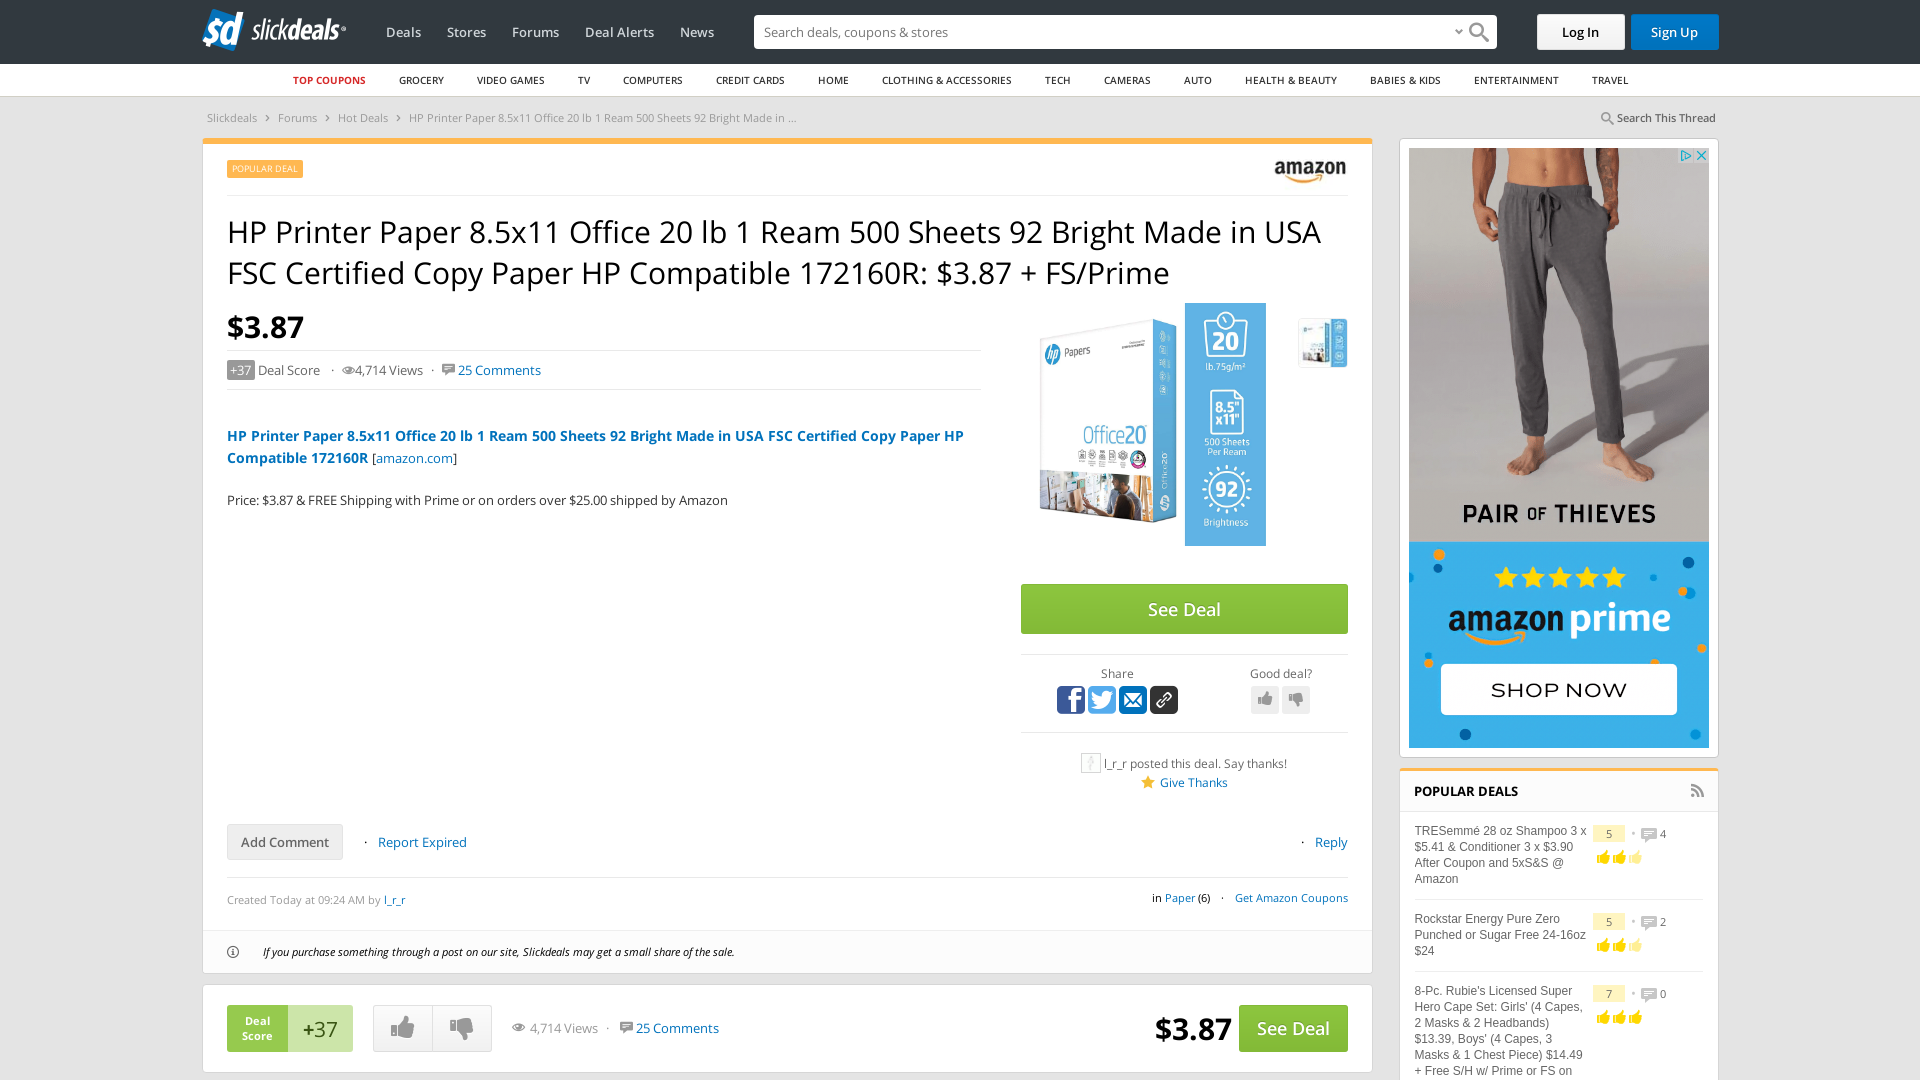 slickdeals
Deals
Stores
Forums
Deal Alerts
News
Search deals, coupons & stores
Log In
Sign Up
TOP COUPONS
GROCERY
VIDEO GAMES
TV
COMPUTERS
CREDIT CARDS
HOME
CLOTHING & ACCESSORIES
TECH
CAMERAS
AUTO
HEALTH & BEAUTY
BABIES & KIDS
ENTERTAINMENT
TRAVEL
Slickdeals › Forums › Hot Deals › HP Printer Paper 8.5x11 Office 20 lb 1 Ream 500 Sheets 92 Bright Made in ...
Search This Thread
POPULAR DEAL
amazon
HP Printer Paper 8.5x11 Office 20 lb 1 Ream 500 Sheets 92 Bright Made in USA
FSC Certified Copy Paper HP Compatible 172160R: $3.87 + FS/Prime
$3.87
+37 Deal Score · 4,714 Views · 25 Comments
HP Printer Paper 8.5x11 Office 20 lb 1 Ream 500 Sheets 92 Bright Made in USA FSC Certified Copy Paper HP
Compatible 172160R [amazon.com]
Price: $3.87 & FREE Shipping with Prime or on orders over $25.00 shipped by Amazon
hp Papers
Office20
Office20
20
lb.75g/m²
8.5"
x11"
500 Sheets
Per Ream
92
Brightness
See Deal
Share
Good deal?
l_r_r posted this deal. Say thanks!
Give Thanks
Add Comment · Report Expired
· Reply
Created Today at 09:24 AM by l_r_r
in Paper (6) · Get Amazon Coupons
If you purchase something through a post on our site, Slickdeals may get a small share of the sale.
Deal
Score
+37
4,714 Views · 25 Comments
$3.87
See Deal
PAIR OF THIEVES
amazon prime
SHOP NOW
POPULAR DEALS
TRESemmé 28 oz Shampoo 3 x
$5.41 & Conditioner 3 x $3.90
After Coupon and 5xS&S @
Amazon
5 • 4
Rockstar Energy Pure Zero
Punched or Sugar Free 24-16oz
$24
5 • 2
8-Pc. Rubie's Licensed Super
Hero Cape Set: Girls' (4 Capes,
2 Masks & 2 Headbands)
$13.39, Boys' (4 Capes, 3
Masks & 1 Chest Piece) $14.49
+ Free S/H w/ Prime or FS on
7 • 0